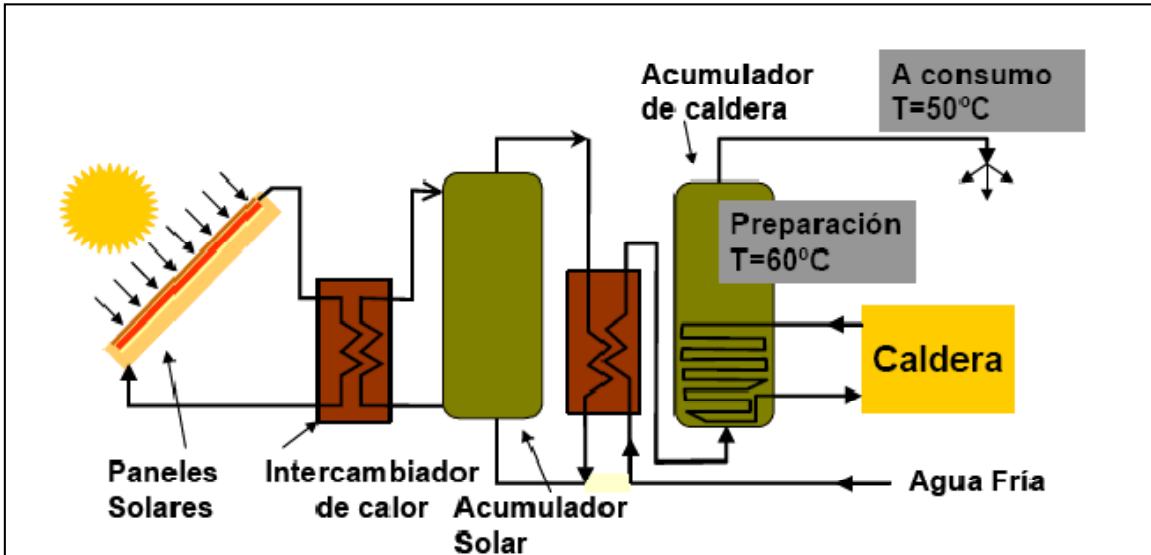 Acumulador
de caldera
A consumo
T=50ºC
Preparación
T=60ºC
Caldera
Paneles
Solares
Intercambiador
de calor
Acumulador
Solar
Agua Fría